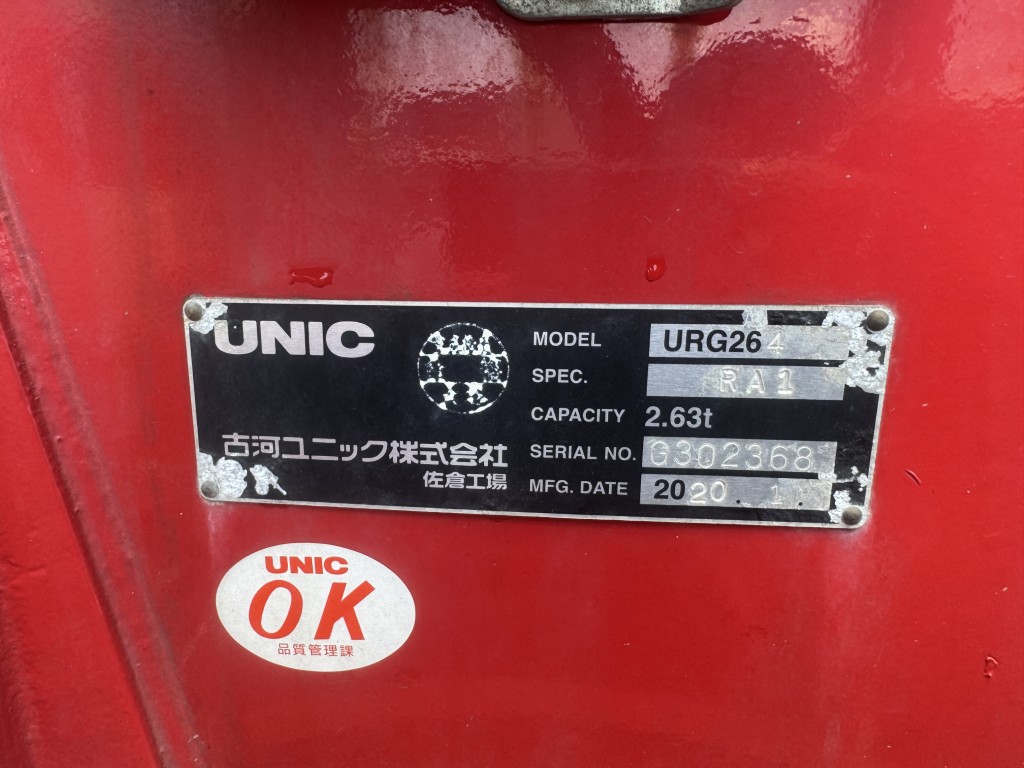 UNIC
MODEL URG264
SPEC. RA1
CAPACITY 2.63t
古河ユニック株式会社
佐倉工場
SERIAL NO. G302368
MFG. DATE 2020. 1
UNIC
OK
品質管理課